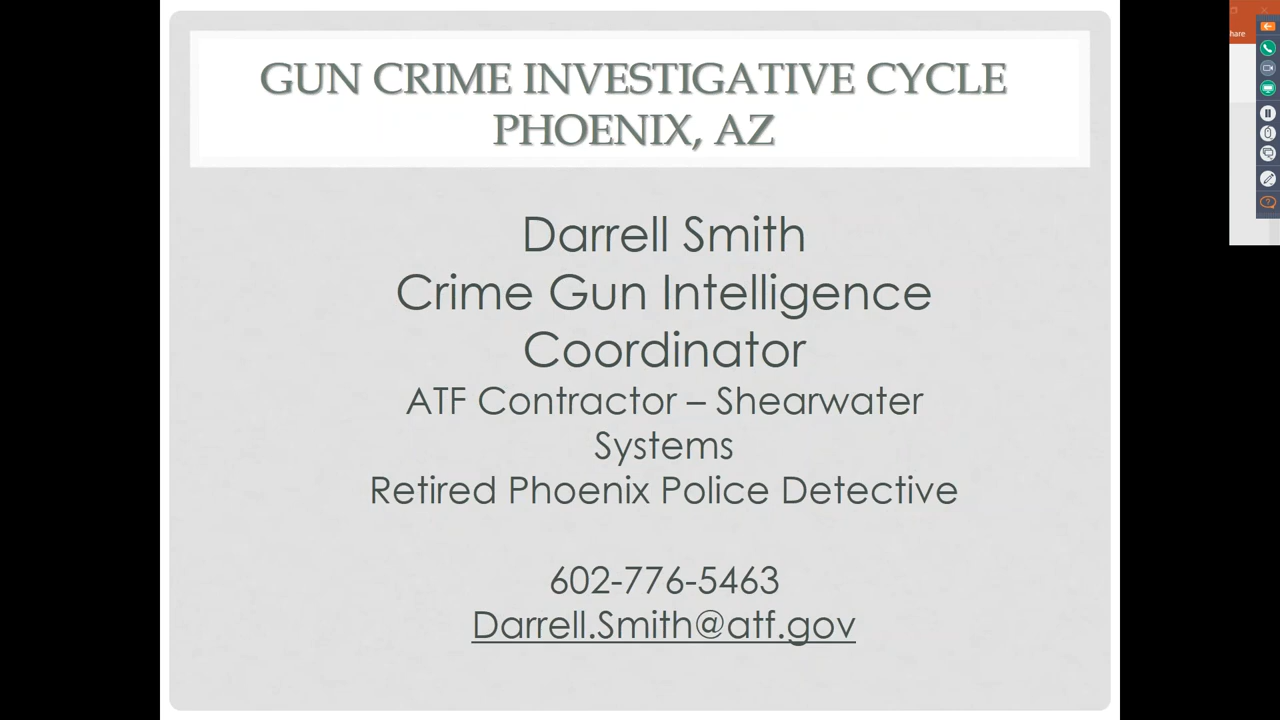 GUN CRIME INVESTIGATIVE CYCLE
PHOENIX, AZ
Darrell Smith
Crime Gun Intelligence
Coordinator
ATF Contractor – Shearwater
Systems
Retired Phoenix Police Detective
602-776-5463
Darrell.Smith@atf.gov
hare